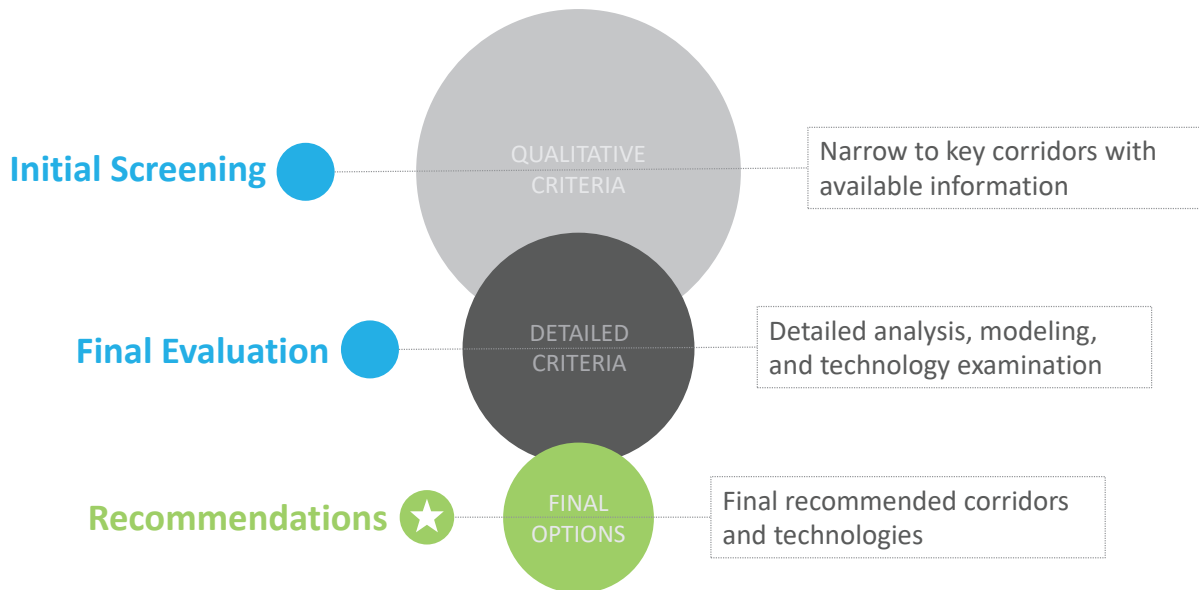 Initial Screening
QUALITATIVE
CRITERIA
Narrow to key corridors with
available information
Final Evaluation
DETAILED
CRITERIA
Detailed analysis, modeling,
and technology examination
Recommendations
FINAL
OPTIONS
Final recommended corridors
and technologies